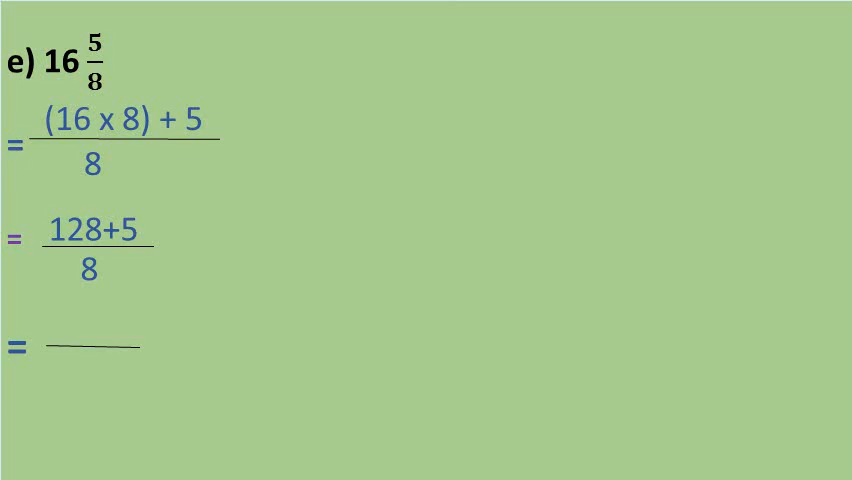 e) 16 5/8
= (16 x 8) + 5
8
= 128+5
8
=